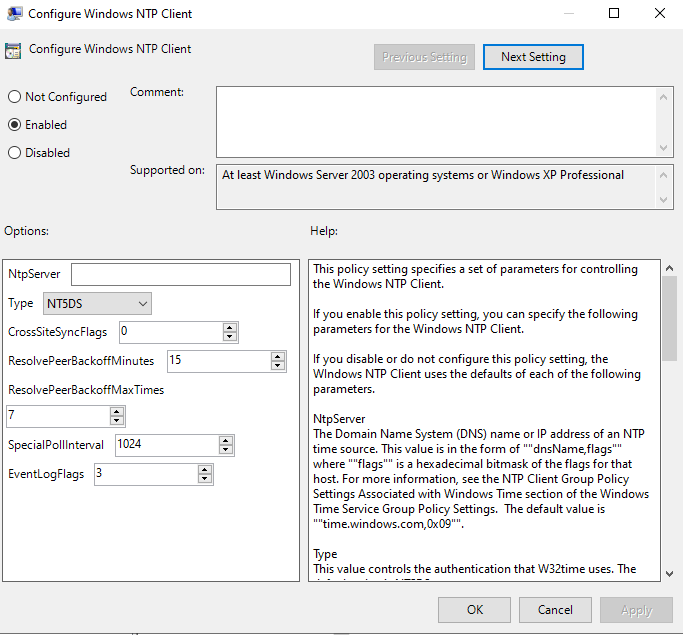 Configure Windows NTP Client
Configure Windows NTP Client
Previous Setting
Next Setting
Not Configured
Enabled
Disabled
Comment:
Supported on:
At least Windows Server 2003 operating systems or Windows XP Professional
Options:
Help:
NtpServer
Type
NT5DS
CrossSiteSyncFlags
0
ResolvePeerBackoffMinutes
15
ResolvePeerBackoffMaxTimes
7
SpecialPollInterval
1024
EventLogFlags
3
This policy setting specifies a set of parameters for controlling
the Windows NTP Client.
If you enable this policy setting, you can specify the following
parameters for the Windows NTP Client.
If you disable or do not configure this policy setting, the
WIndows NTP Client uses the defaults of each of the following
parameters.
NtpServer
The Domain Name System (DNS) name or IP address of an NTP
time source. This value is in the form of ""dnsName,flags""
where ""flags"" is a hexadecimal bitmask of the flags for that
host. For more information, see the NTP Client Group Policy
Settings Associated with Windows Time section of the Windows
Time Service Group Policy Settings.  The default value is
""time.windows.com,0x09"".
Type
This value controls the authentication that W32time uses. The
OK
Cancel
Apply